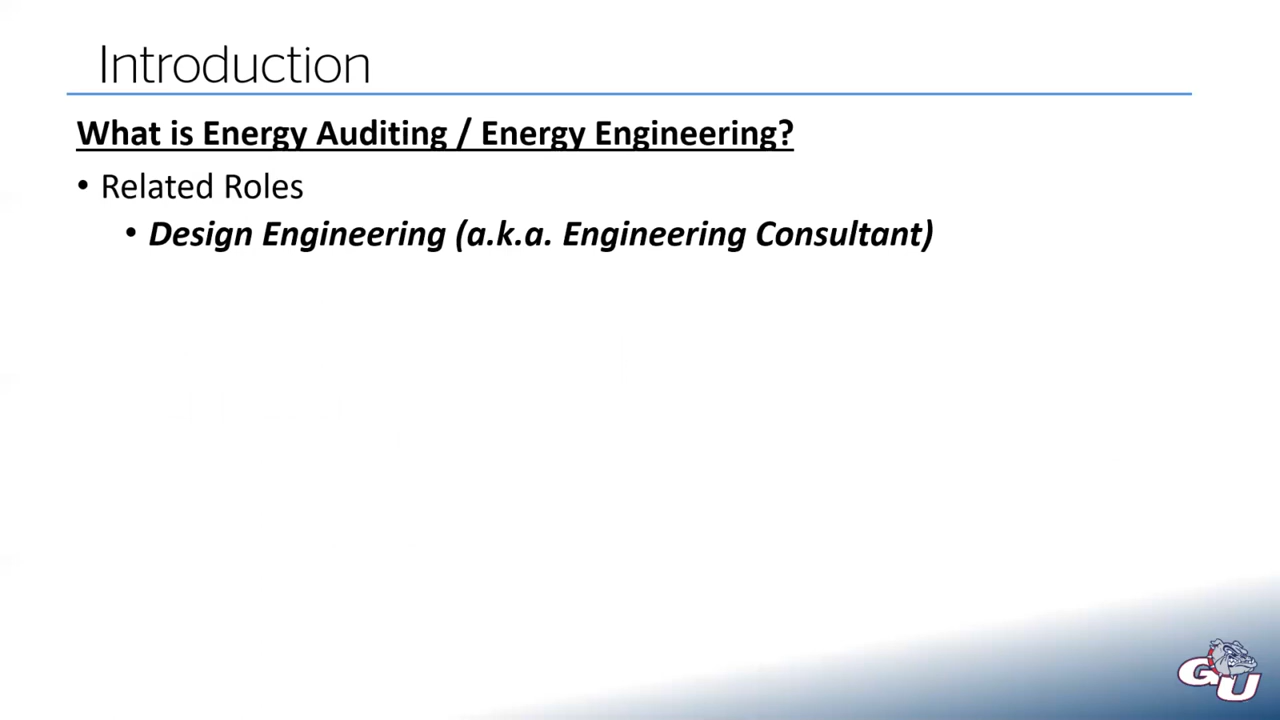 Introduction
What is Energy Auditing / Energy Engineering?
• Related Roles
• Design Engineering (a.k.a. Engineering Consultant)
GU